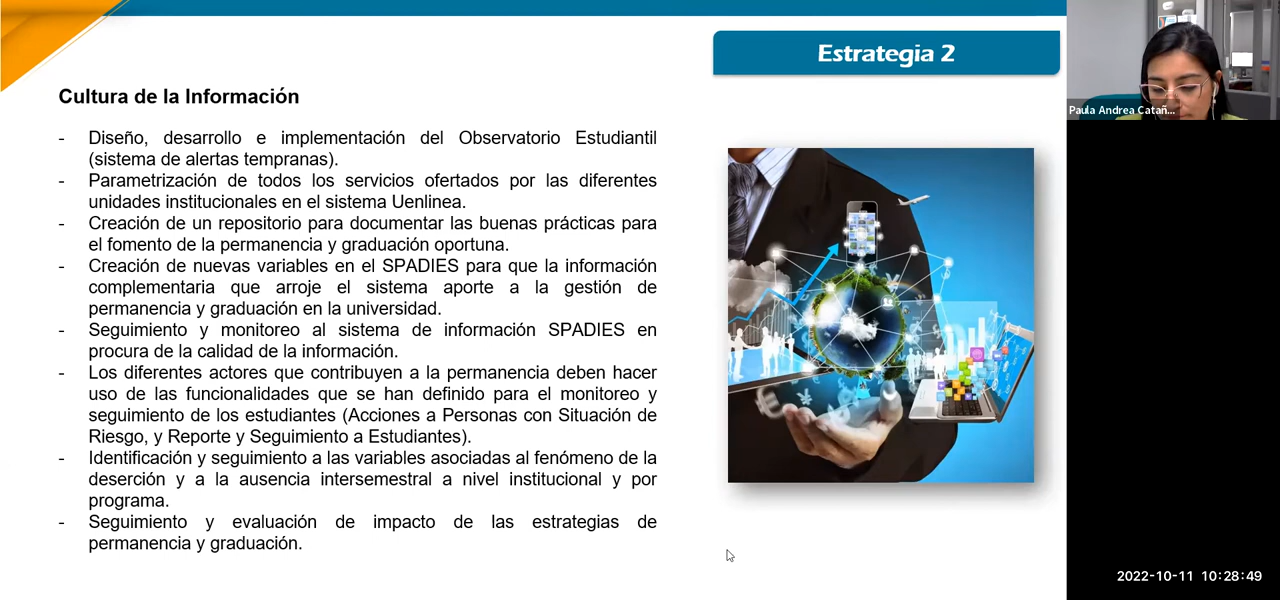 Estrategia 2
Cultura de la Información
- Diseño, desarrollo e implementación del Observatorio Estudiantil
(sistema de alertas tempranas).
- Parametrización de todos los servicios ofertados por las diferentes
unidades institucionales en el sistema Uenlinea.
- Creación de un repositorio para documentar las buenas prácticas para
el fomento de la permanencia y graduación oportuna.
- Creación de nuevas variables en el SPADIES para que la información
complementaria que arroje el sistema aporte a la gestión de
permanencia y graduación en la universidad.
- Seguimiento y monitoreo al sistema de información SPADIES en
procura de la calidad de la información.
- Los diferentes actores que contribuyen a la permanencia deben hacer
uso de las funcionalidades que se han definido para el monitoreo y
seguimiento de los estudiantes (Acciones a Personas con Situación de
Riesgo, y Reporte y Seguimiento a Estudiantes).
- Identificación y seguimiento a las variables asociadas al fenómeno de la
deserción y a la ausencia intersemestral a nivel institucional y por
programa.
- Seguimiento y evaluación de impacto de las estrategias de
permanencia y graduación.
Paula Andrea Catañ...
2022-10-11 10:28:49